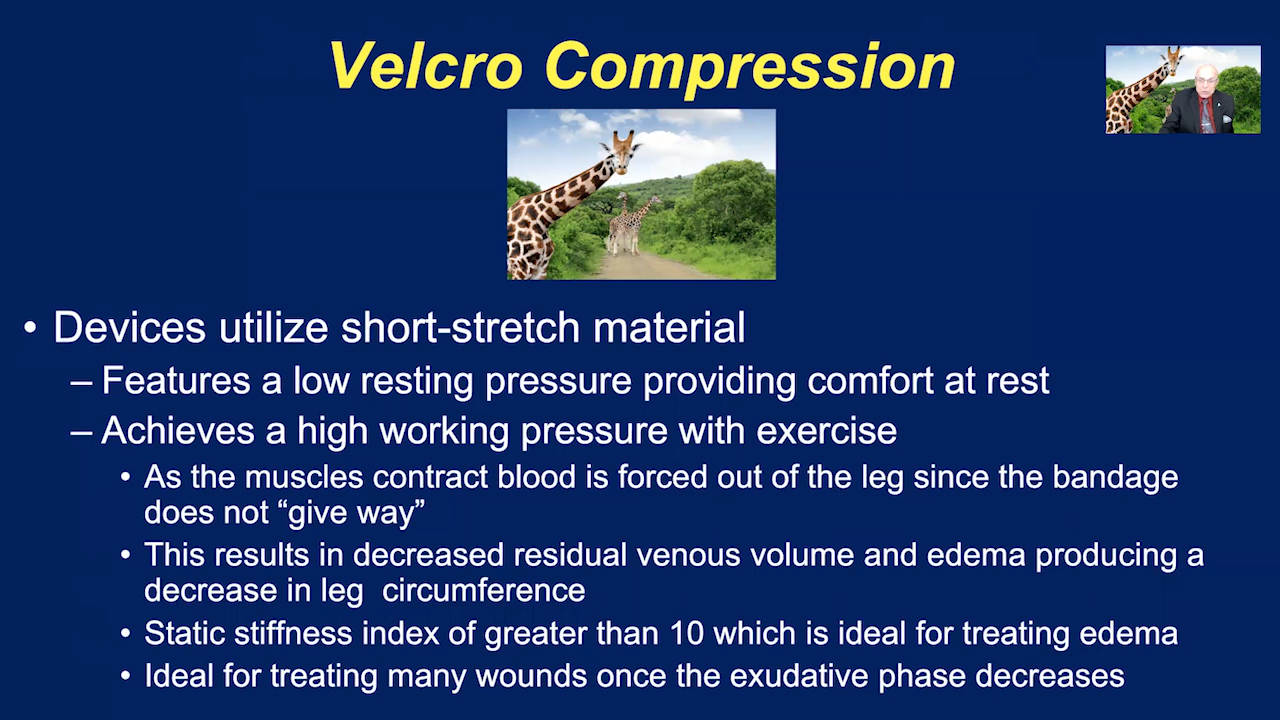 Velcro Compression
• Devices utilize short-stretch material
– Features a low resting pressure providing comfort at rest
– Achieves a high working pressure with exercise
• As the muscles contract blood is forced out of the leg since the bandage
does not “give way”
• This results in decreased residual venous volume and edema producing a
decrease in leg  circumference
• Static stiffness index of greater than 10 which is ideal for treating edema
• Ideal for treating many wounds once the exudative phase decreases